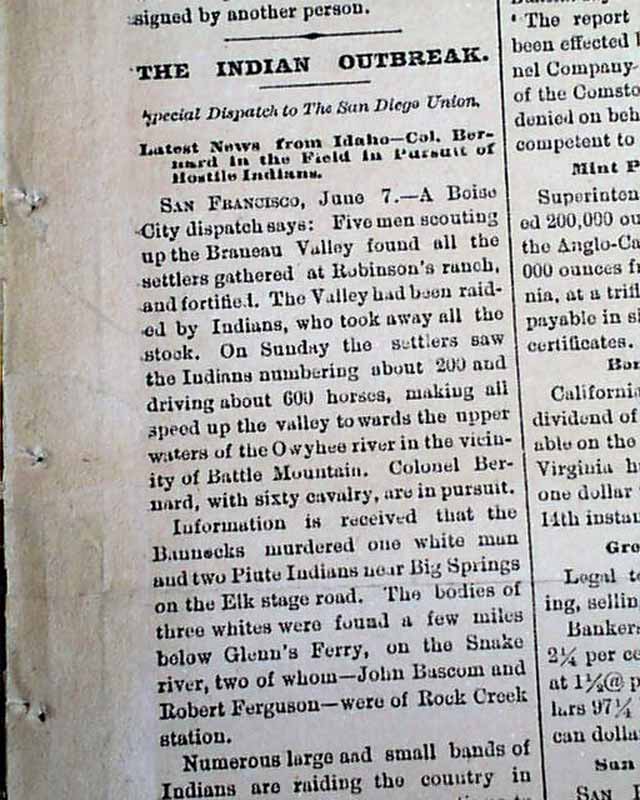 signed by another person.
THE INDIAN OUTBREAK.
Special Dispatch to The San Diego Union.
Latest News from Idaho—Col. Ber-
nard in the Field in Pursuit of
Hostile Indians.
SAN FRANCISCO, June 7.—A Boise
City dispatch says: Five men scouting
up the Braneau Valley found all the
settlers gathered at Robinson's ranch,
and fortified. The Valley had been raid-
ed by Indians, who took away all the
stock. On Sunday the settlers saw
the Indians numbering about 200 and
driving about 600 horses, making all
speed up the valley towards the upper
waters of the Owyhee river in the vicin-
ity of Battle Mountain. Colonel Ber-
nard, with sixty cavalry, are in pursuit.
Information is received that the
Bannocks murdered one white man
and two Piute Indians near Big Springs
on the Elk stage road. The bodies of
three whites were found a few miles
below Glenn's Ferry, on the Snake
river, two of whom—John Bascom and
Robert Ferguson—were of Rock Creek
station.
Numerous large and small bands of
Indians are raiding the country in
The report
been effected
nel Company
of the Comsto
denied on beh
competent to
Mint P
Superinten
ed 200,000 ou
the Anglo-Ca
000 ounces fr
nia, at a trifl
payable in si
certificates.
Bon
California
dividend of
able on the
Virginia h
one dollar
14th instan
Gre
Legal te
ing, sellin
Bankers
2¼ per ce
at 1½@ p
lars 97¼
can dolla
San
SAN